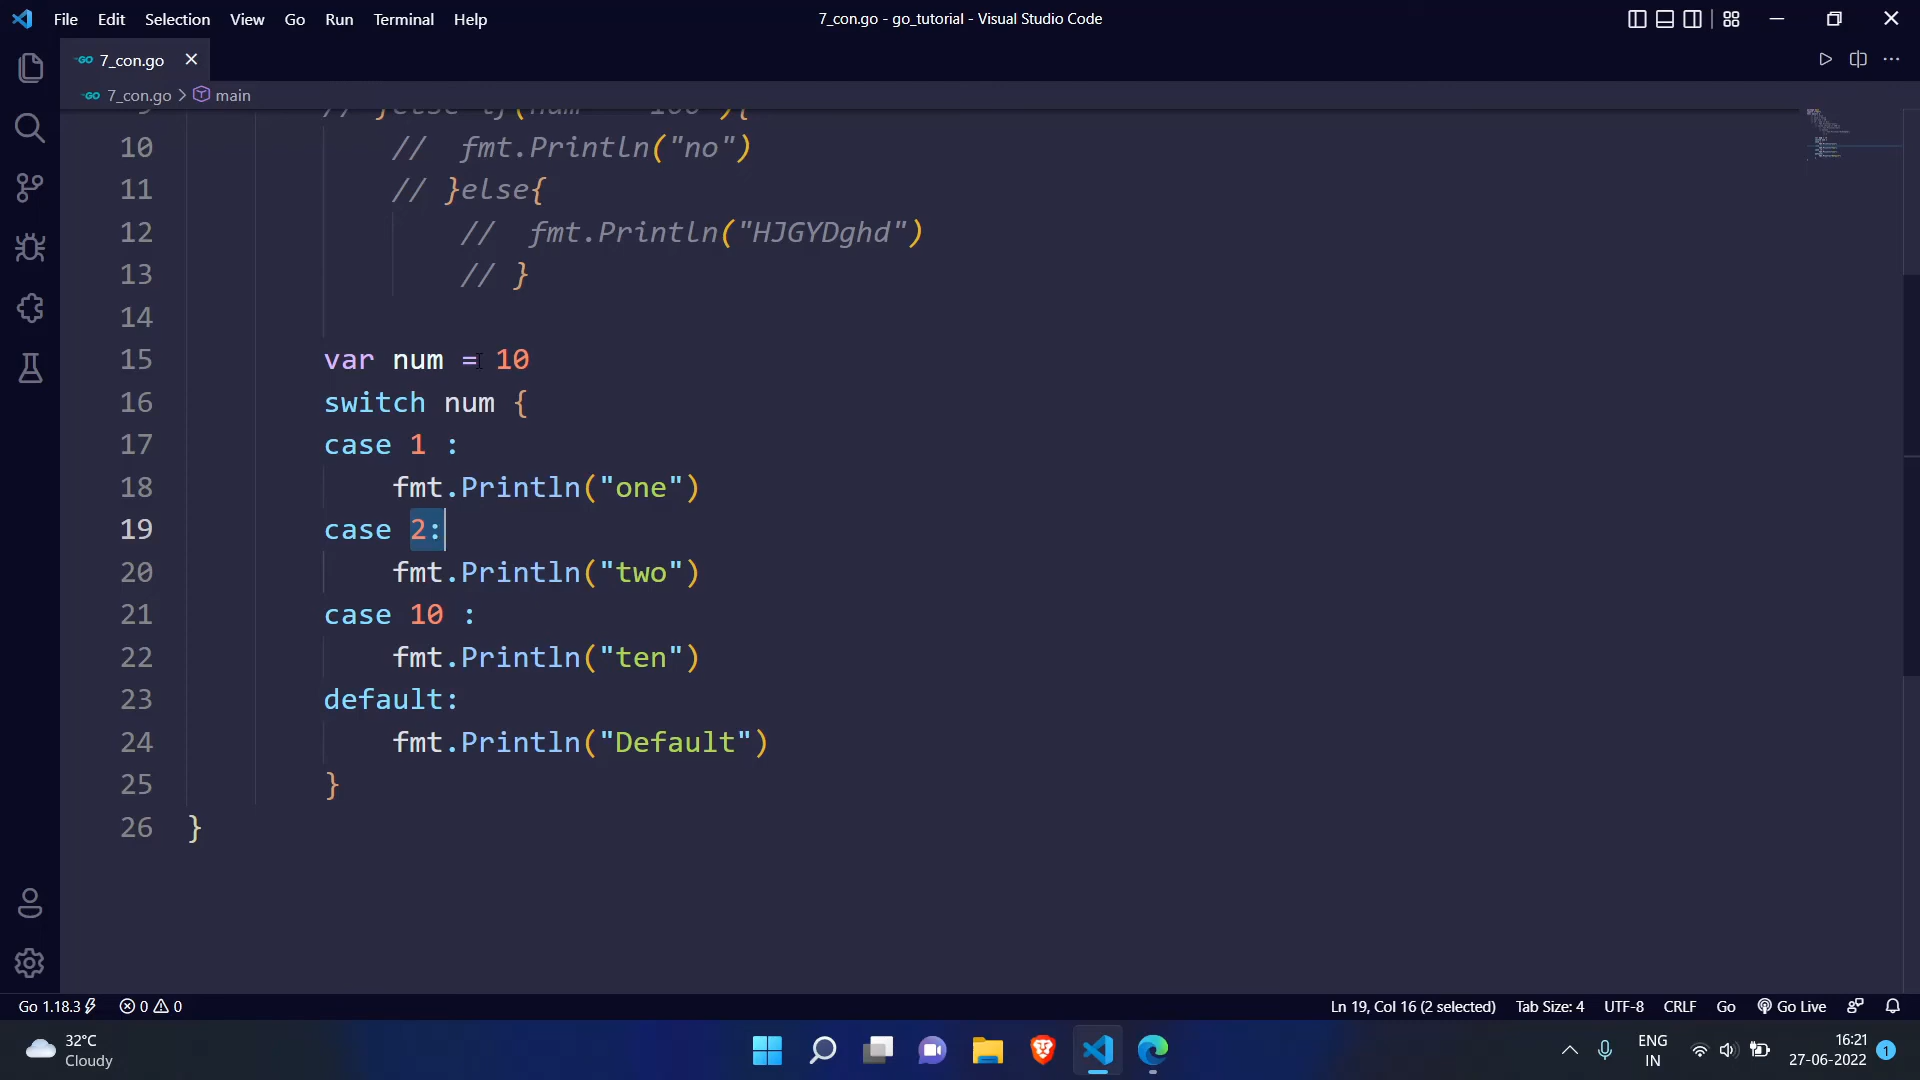 File Edit Selection View Go Run Terminal Help
7_con.go - go_tutorial - Visual Studio Code
GO 7_con.go
GO 7_con.go > main
10 // fmt.Println("no")
11 // }else{
12 // fmt.Println("HJGYDghd")
13 // }
14
15 var num = 10
16 switch num {
17 case 1 :
18 fmt.Println("one")
19 case 2:
20 fmt.Println("two")
21 case 10 :
22 fmt.Println("ten")
23 default:
24 fmt.Println("Default")
25 }
26 }
Go 1.18.3 0 0 Ln 19, Col 16 (2 selected) Tab Size: 4 UTF-8 CRLF Go Go Live
32°C
Cloudy
ENG
IN
16:21
27-06-2022
1